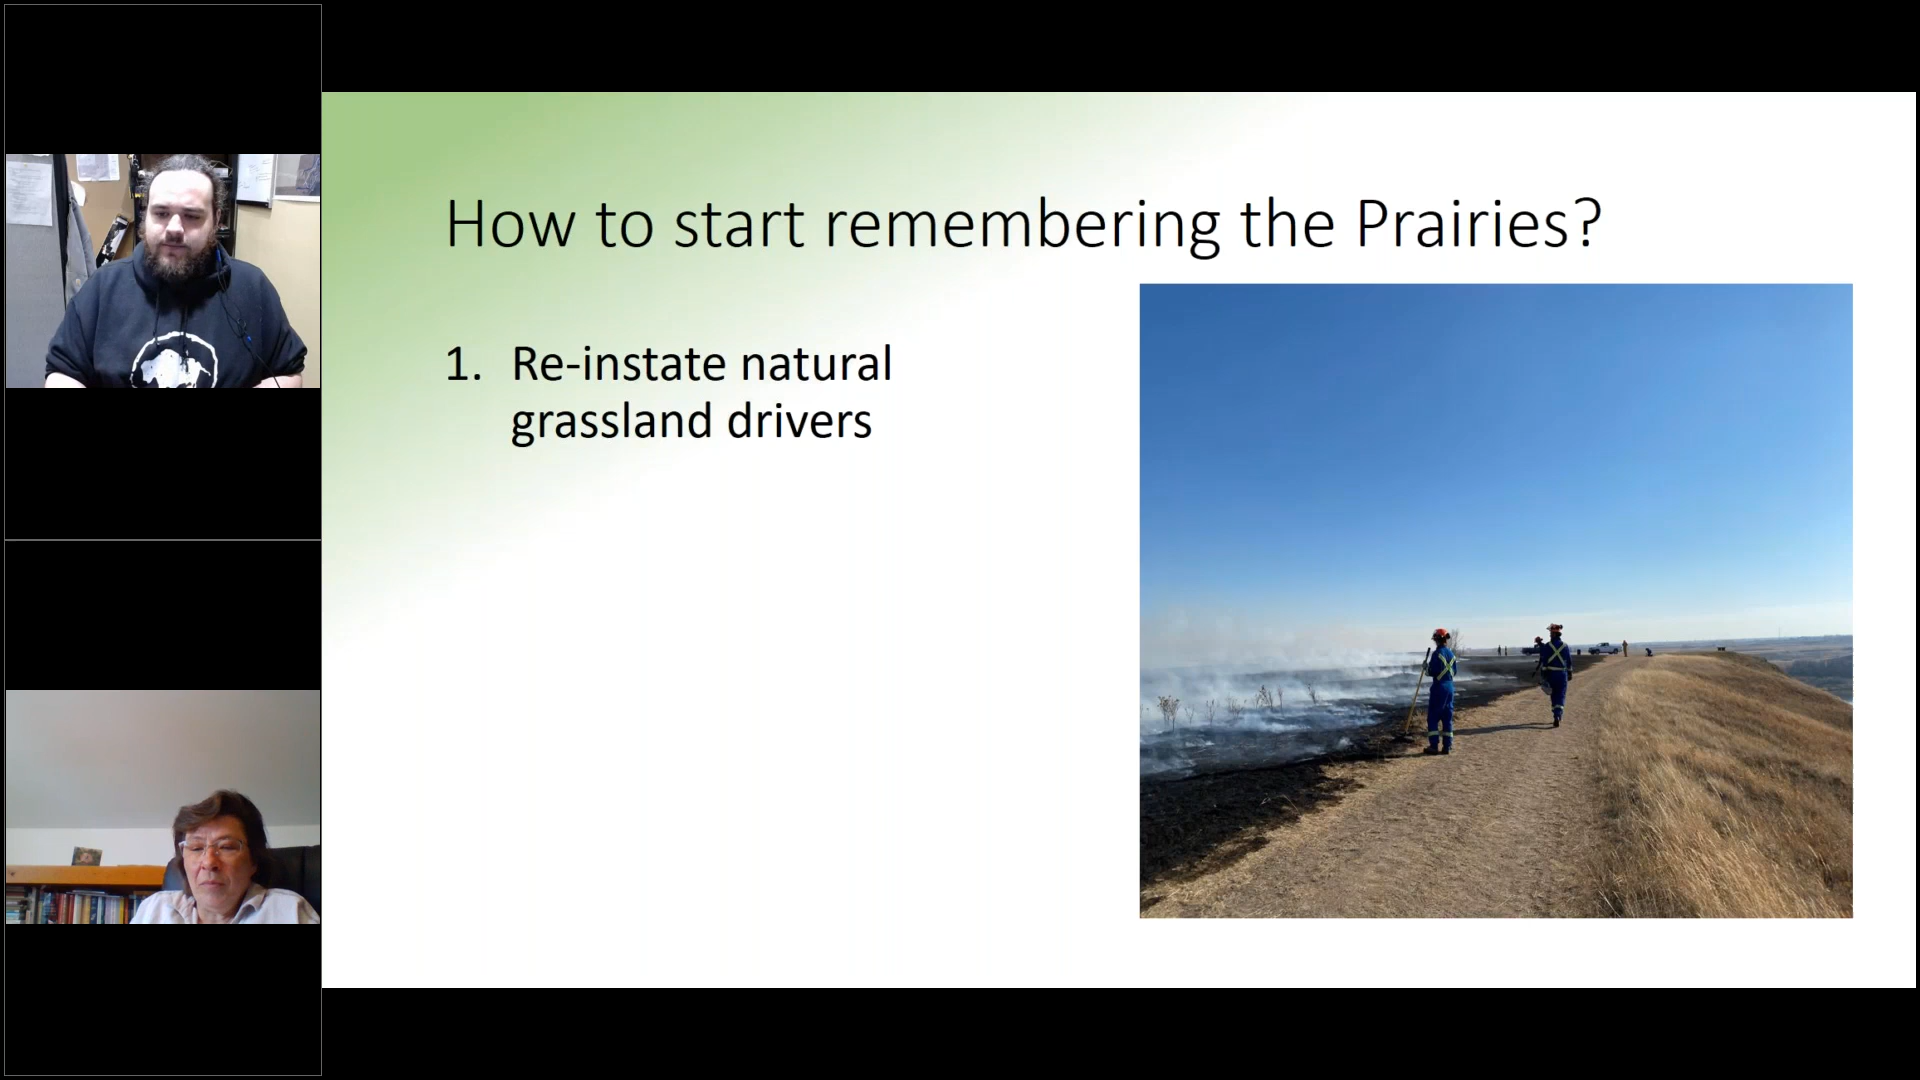 How to start remembering the Prairies?
1. Re-instate natural
grassland drivers